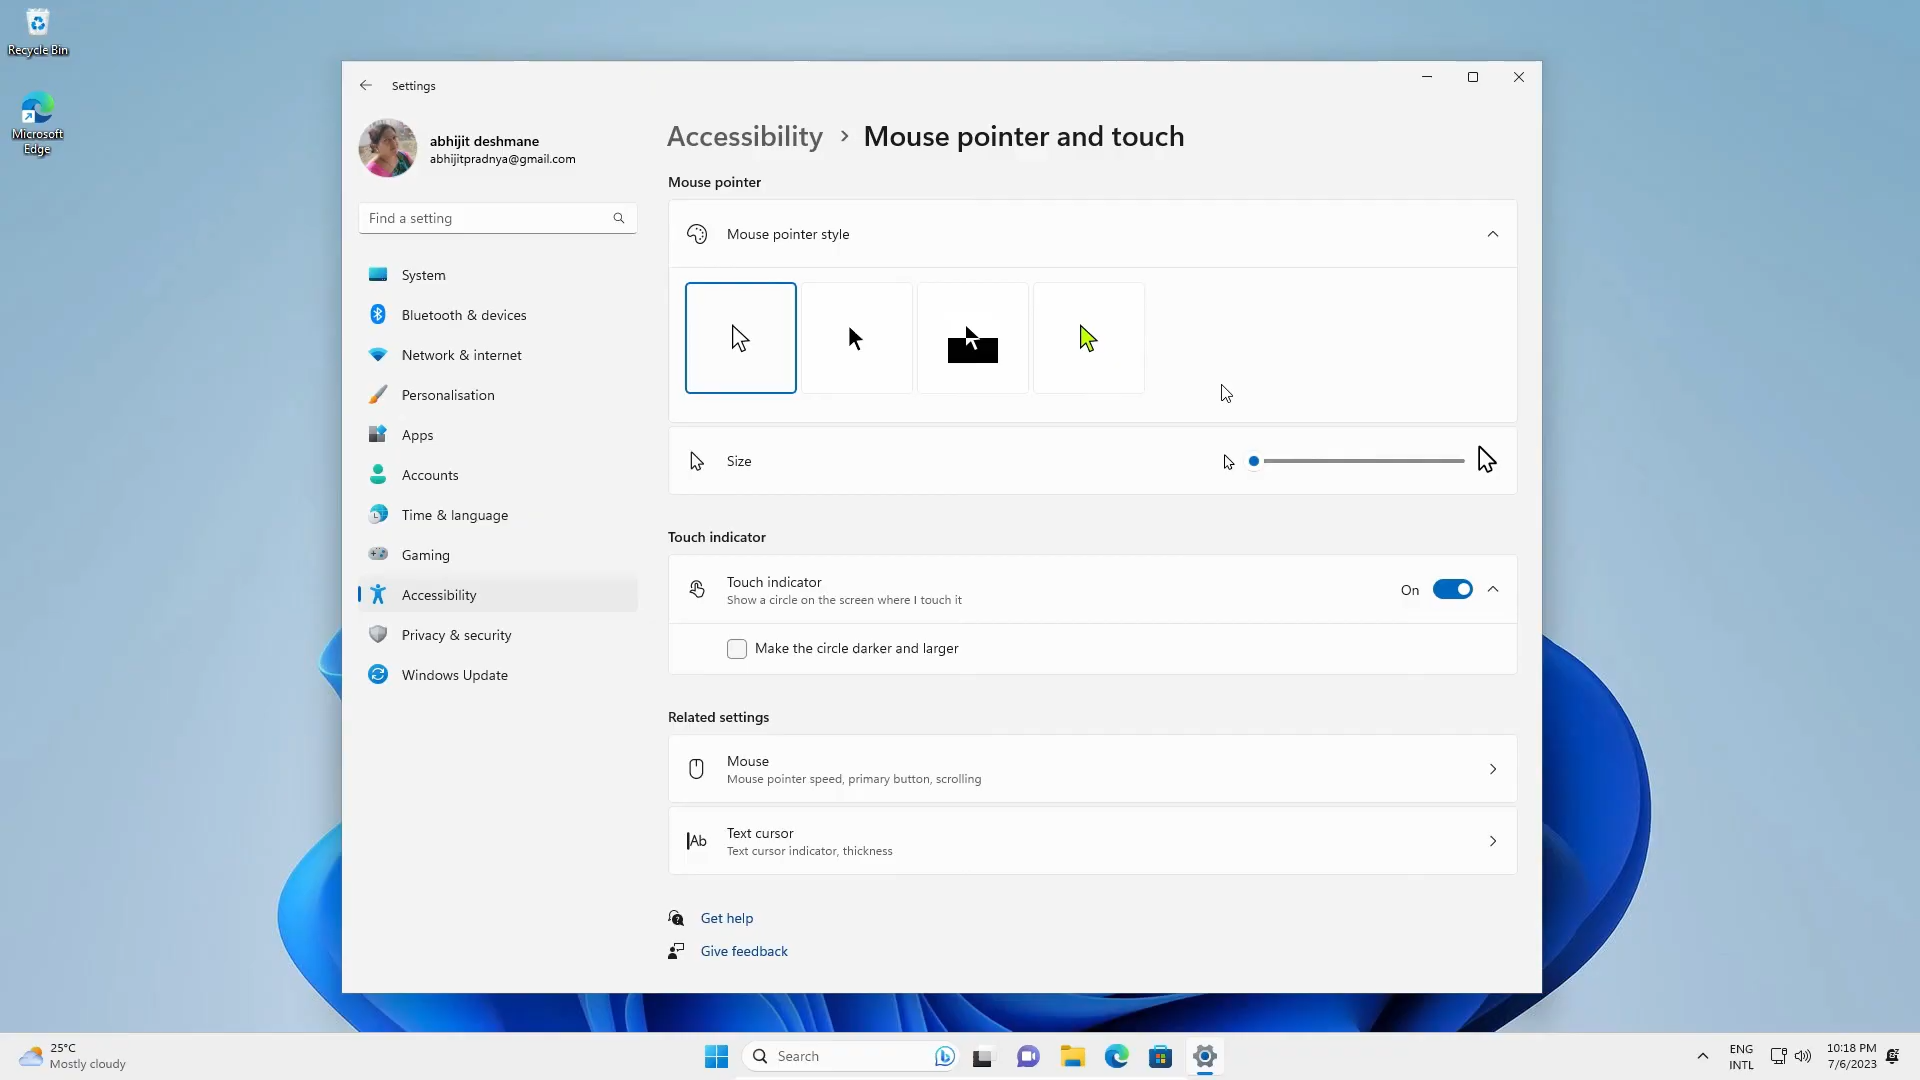 Recycle Bin
Microsoft
Edge
Settings
abhijit deshmane
abhijitpradnya@gmail.com
Find a setting
System
Bluetooth & devices
Network & internet
Personalisation
Apps
Accounts
Time & language
Gaming
Accessibility
Privacy & security
Windows Update
Accessibility > Mouse pointer and touch
Mouse pointer
Mouse pointer style
Size
Touch indicator
Touch indicator
Show a circle on the screen where I touch it
On
Make the circle darker and larger
Related settings
Mouse
Mouse pointer speed, primary button, scrolling
Ab
Text cursor
Text cursor indicator, thickness
Get help
Give feedback
25°C
Mostly cloudy
Search
ENG
INTL
10:18 PM
7/6/2023